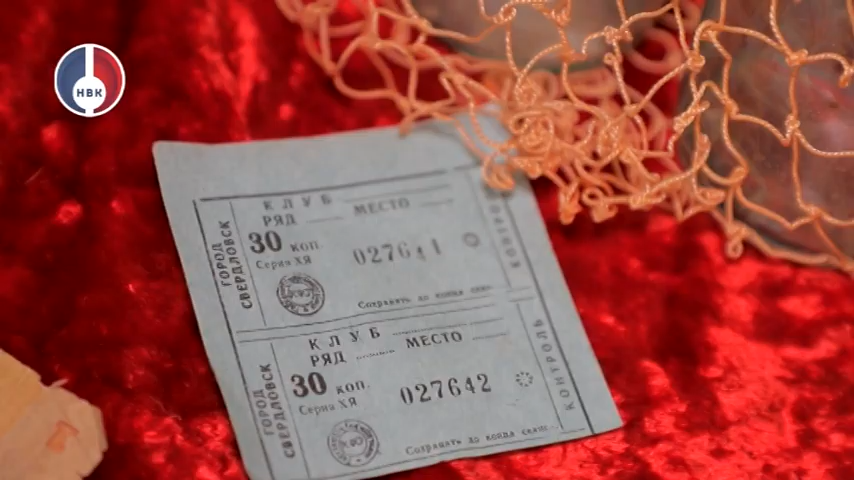 НВК
КЛУБ
РЯД МЕСТО
ГОРОД
СВЕРДЛОВСК
30 коп.
Серия ХЯ
027641
Сохранять до конца
КЛУБ
РЯД МЕСТО
ГОРОД
СВЕРДЛОВСК
30 коп.
Серия ХЯ
027642
Сохранять до конца
КОНТРОЛЬ